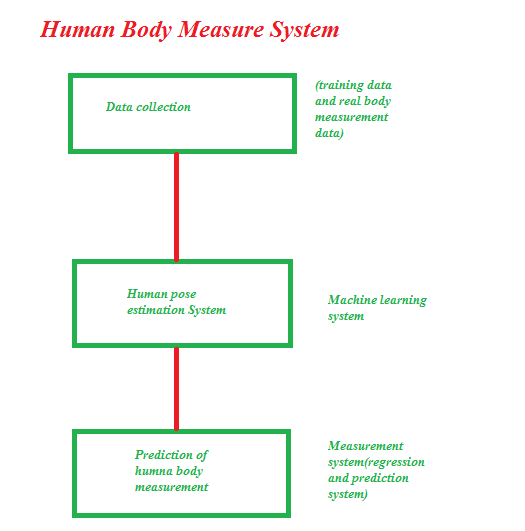 Human Body Measure System
Data collection
(training data
and real body
measurement
data)
Human pose
estimation System
Machine learning
system
Prediction of
humna body
measurement
Measurement
system(regression
and prediction
system)